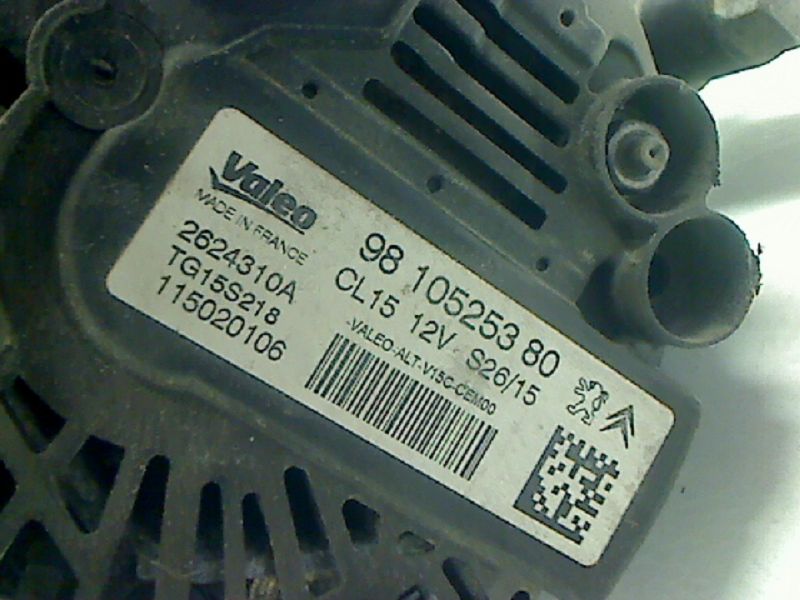 Valeo
MADE IN FRANCE
2624310A
TG15S218
115020106
98 105253 80
CL15 12V S26/15
-VALEO-ALT-V15C-CEM00